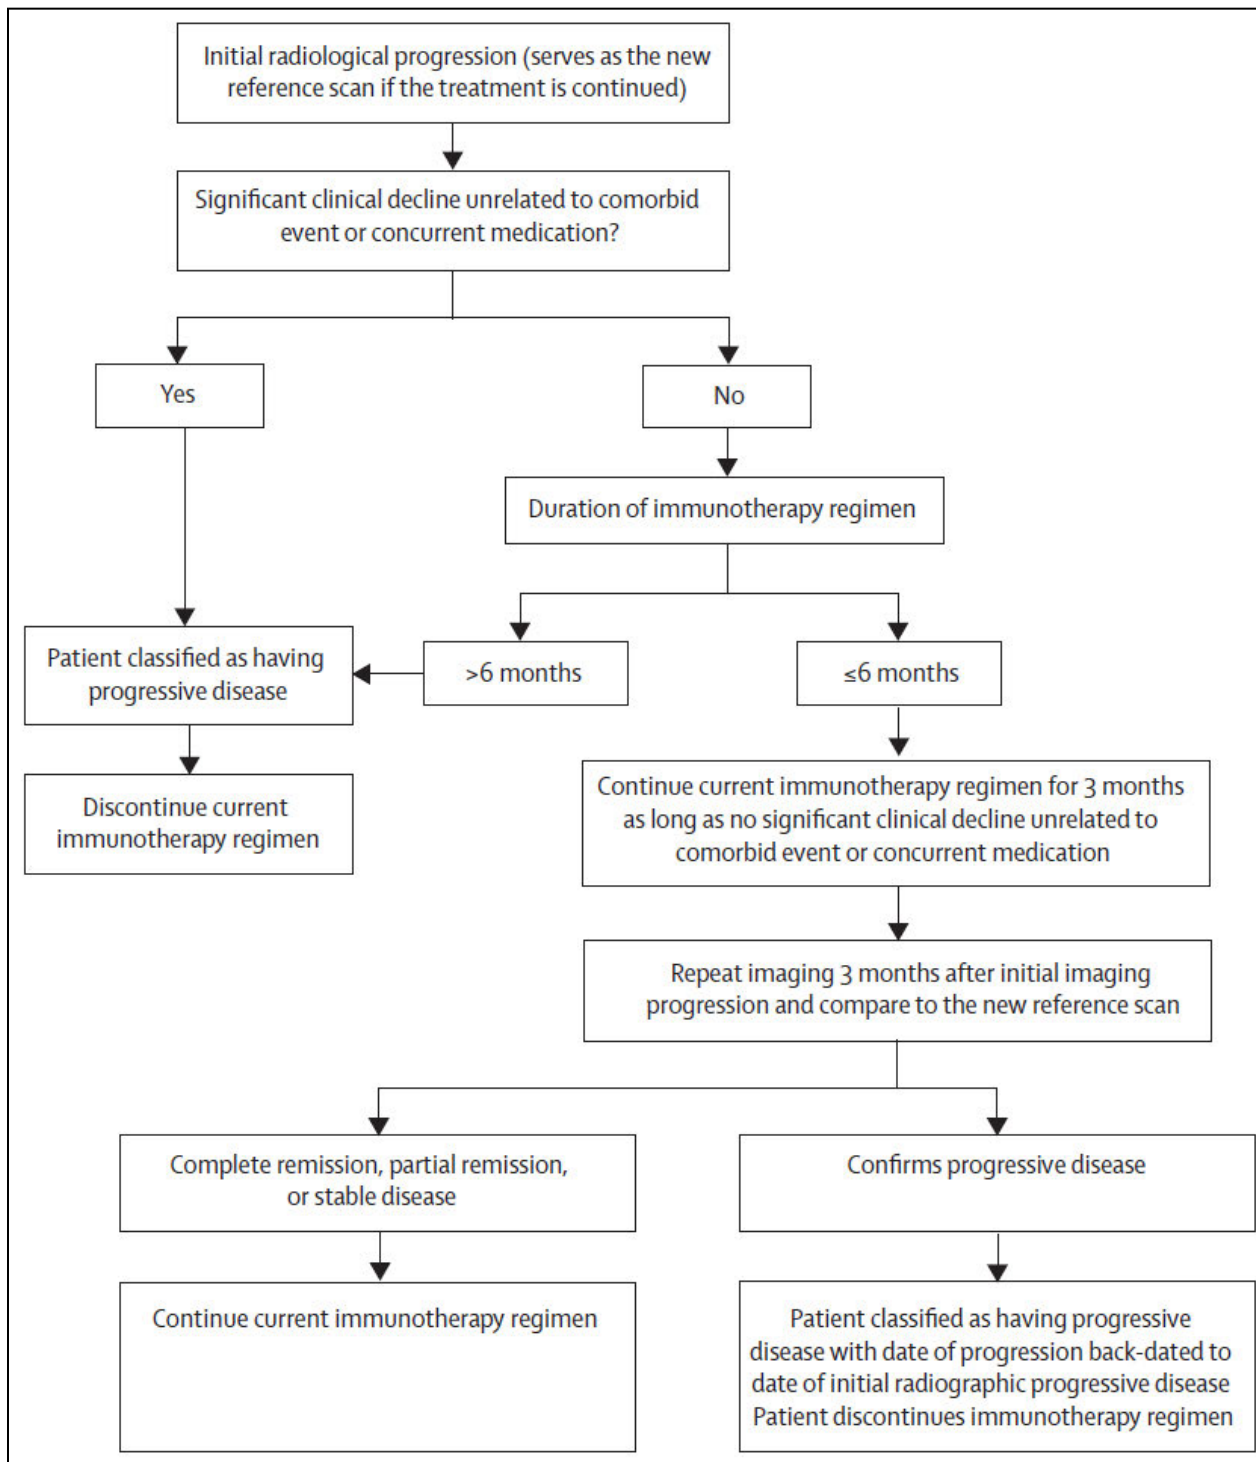 Initial radiological progression (serves as the new
reference scan if the treatment is continued)
Significant clinical decline unrelated to comorbid
event or concurrent medication?
Yes
No
Duration of immunotherapy regimen
Patient classified as having
progressive disease
>6 months
≤6 months
Discontinue current
immunotherapy regimen
Continue current immunotherapy regimen for 3 months
as long as no significant clinical decline unrelated to
comorbid event or concurrent medication
Repeat imaging 3 months after initial imaging
progression and compare to the new reference scan
Complete remission, partial remission,
or stable disease
Confirms progressive disease
Continue current immunotherapy regimen
Patient classified as having progressive
disease with date of progression back-dated to
date of initial radiographic progressive disease
Patient discontinues immunotherapy regimen